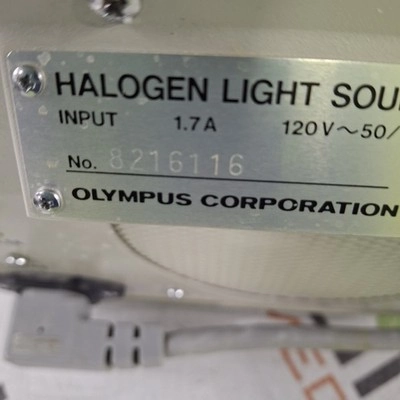 HALOGEN LIGHT SOU
INPUT 1.7A 120V~50/
No. 8216116
OLYMPUS CORPORATION